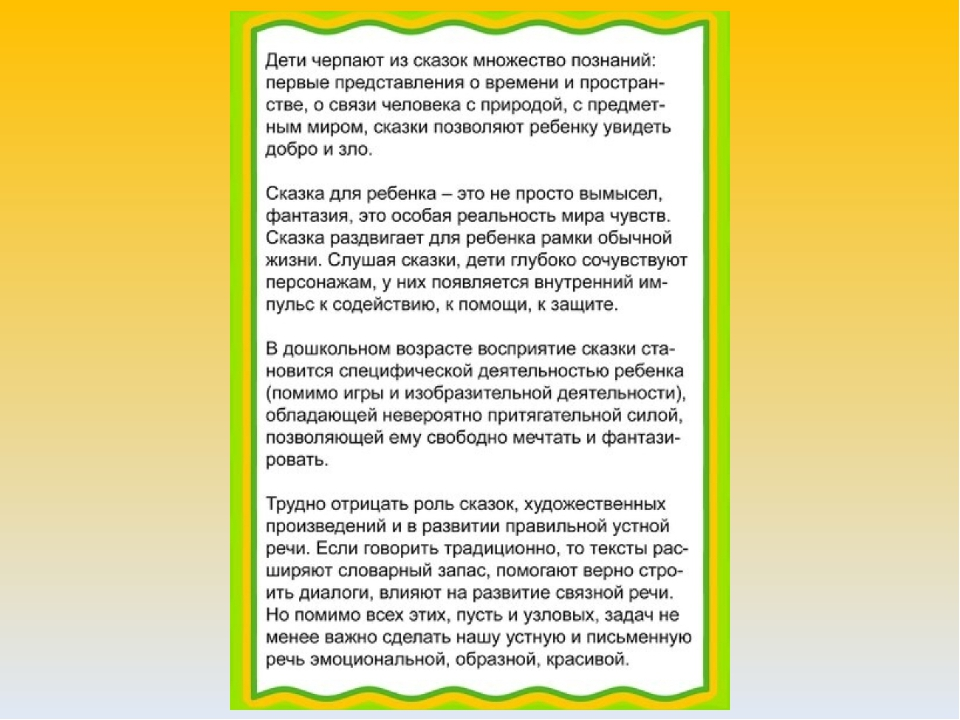 Дети черпают из сказок множество познаний:
первые представления о времени и простран-
стве, о связи человека с природой, с предмет-
ным миром, сказки позволяют ребенку увидеть
добро и зло.
Сказка для ребенка – это не просто вымысел,
фантазия, это особая реальность мира чувств.
Сказка раздвигает для ребенка рамки обычной
жизни. Слушая сказки, дети глубоко сочувствуют
персонажам, у них появляется внутренний им-
пульс к содействию, к помощи, к защите.
В дошкольном возрасте восприятие сказки ста-
новится специфической деятельностью ребенка
(помимо игры и изобразительной деятельности),
обладающей невероятно притягательной силой,
позволяющей ему свободно мечтать и фантази-
ровать.
Трудно отрицать роль сказок, художественных
произведений и в развитии правильной устной
речи. Если говорить традиционно, то тексты рас-
ширяют словарный запас, помогают верно стро-
ить диалоги, влияют на развитие связной речи.
Но помимо всех этих, пусть и узловых, задач не
менее важно сделать нашу устную и письменную
речь эмоциональной, образной, красивой.